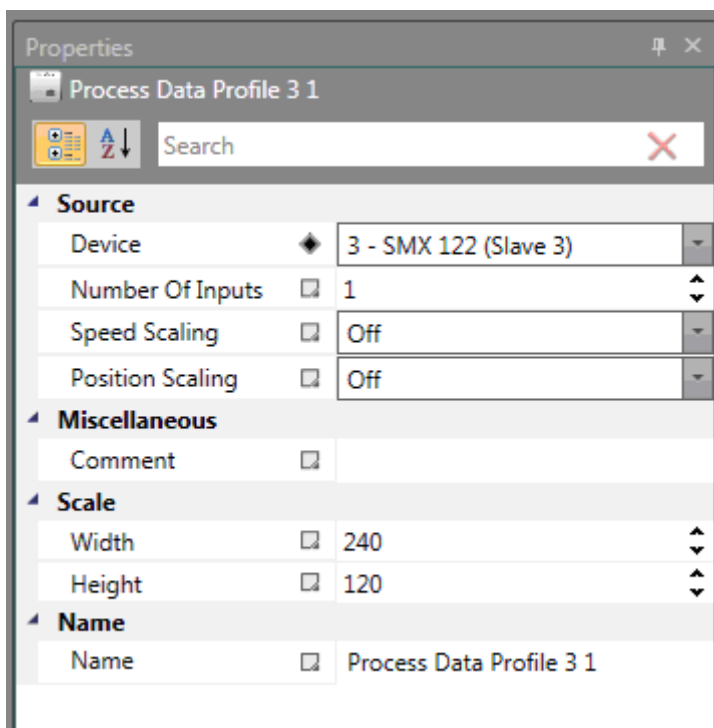 Properties
Process Data Profile 3 1
A
Z
Search
Source
Device 3 - SMX 122 (Slave 3)
Number Of Inputs 1
Speed Scaling Off
Position Scaling Off
Miscellaneous
Comment
Scale
Width 240
Height 120
Name
Name Process Data Profile 3 1